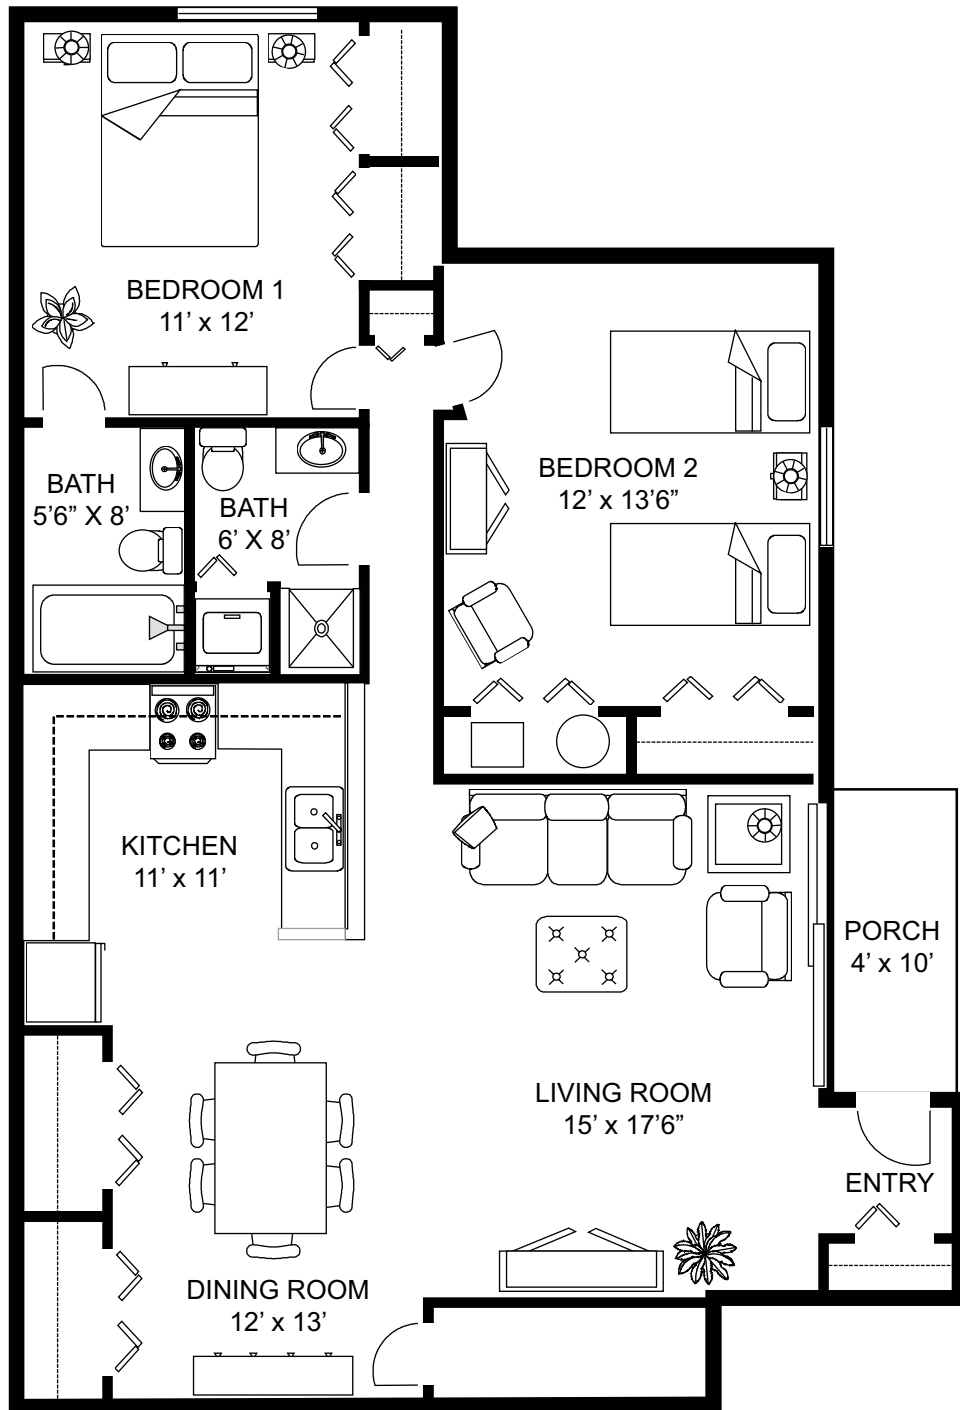 BEDROOM 1
11’ x 12’
BATH
5’6” X 8’
BATH
6’ X 8’
BEDROOM 2
12’ x 13’6”
KITCHEN
11’ x 11’
PORCH
4’ x 10’
LIVING ROOM
15’ x 17’6”
ENTRY
DINING ROOM
12’ x 13’